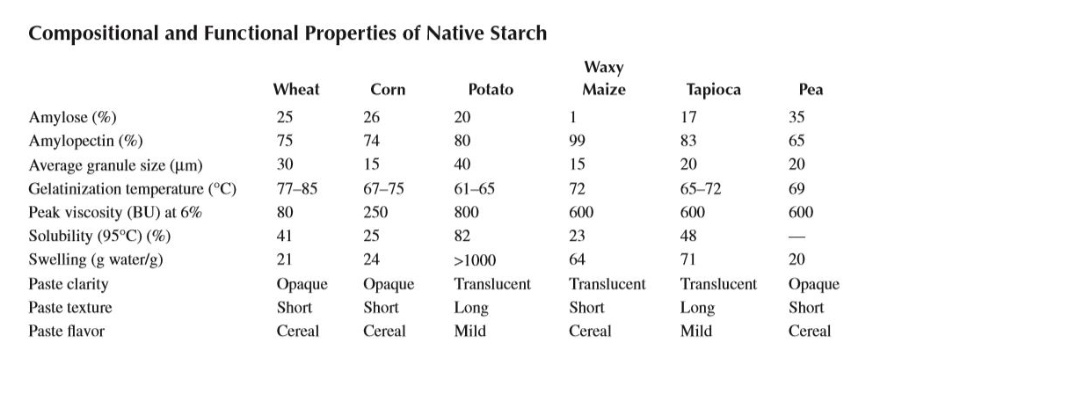 Compositional and Functional Properties of Native Starch
Waxy
Wheat Corn Potato Maize Tapioca Pea
Amylose (%) 25 26 20 1 17 35
Amylopectin (%) 75 74 80 99 83 65
Average granule size (μm) 30 15 40 15 20 20
Gelatinization temperature (°C) 77–85 67–75 61–65 72 65–72 69
Peak viscosity (BU) at 6% 80 250 800 600 600 600
Solubility (95°C) (%) 41 25 82 23 48 —
Swelling (g water/g) 21 24 >1000 64 71 20
Paste clarity Opaque Opaque Translucent Translucent Translucent Opaque
Paste texture Short Short Long Short Long Short
Paste flavor Cereal Cereal Mild Cereal Mild Cereal